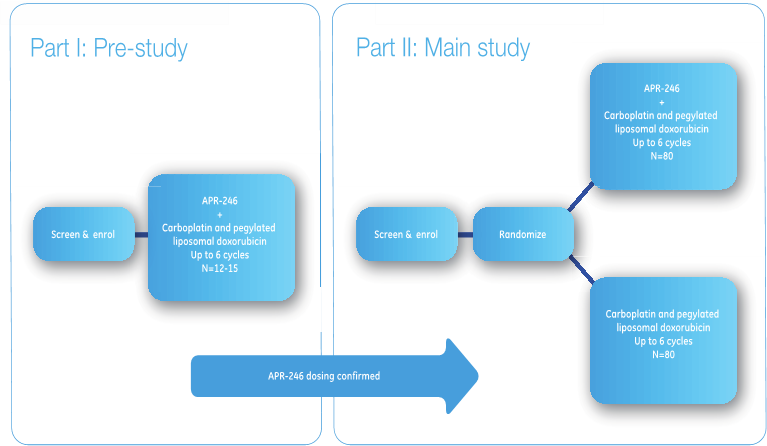 Part I: Pre-study
Screen & enrol
APR-246
+
Carboplatin and pegylated
liposomal doxorubicin
Up to 6 cycles
N=12-15
Part II: Main study
Screen & enrol
Randomize
APR-246
+
Carboplatin and pegylated
liposomal doxorubicin
Up to 6 cycles
N=80
Carboplatin and pegylated
liposomal doxorubicin
Up to 6 cycles
N=80
APR-246 dosing confirmed